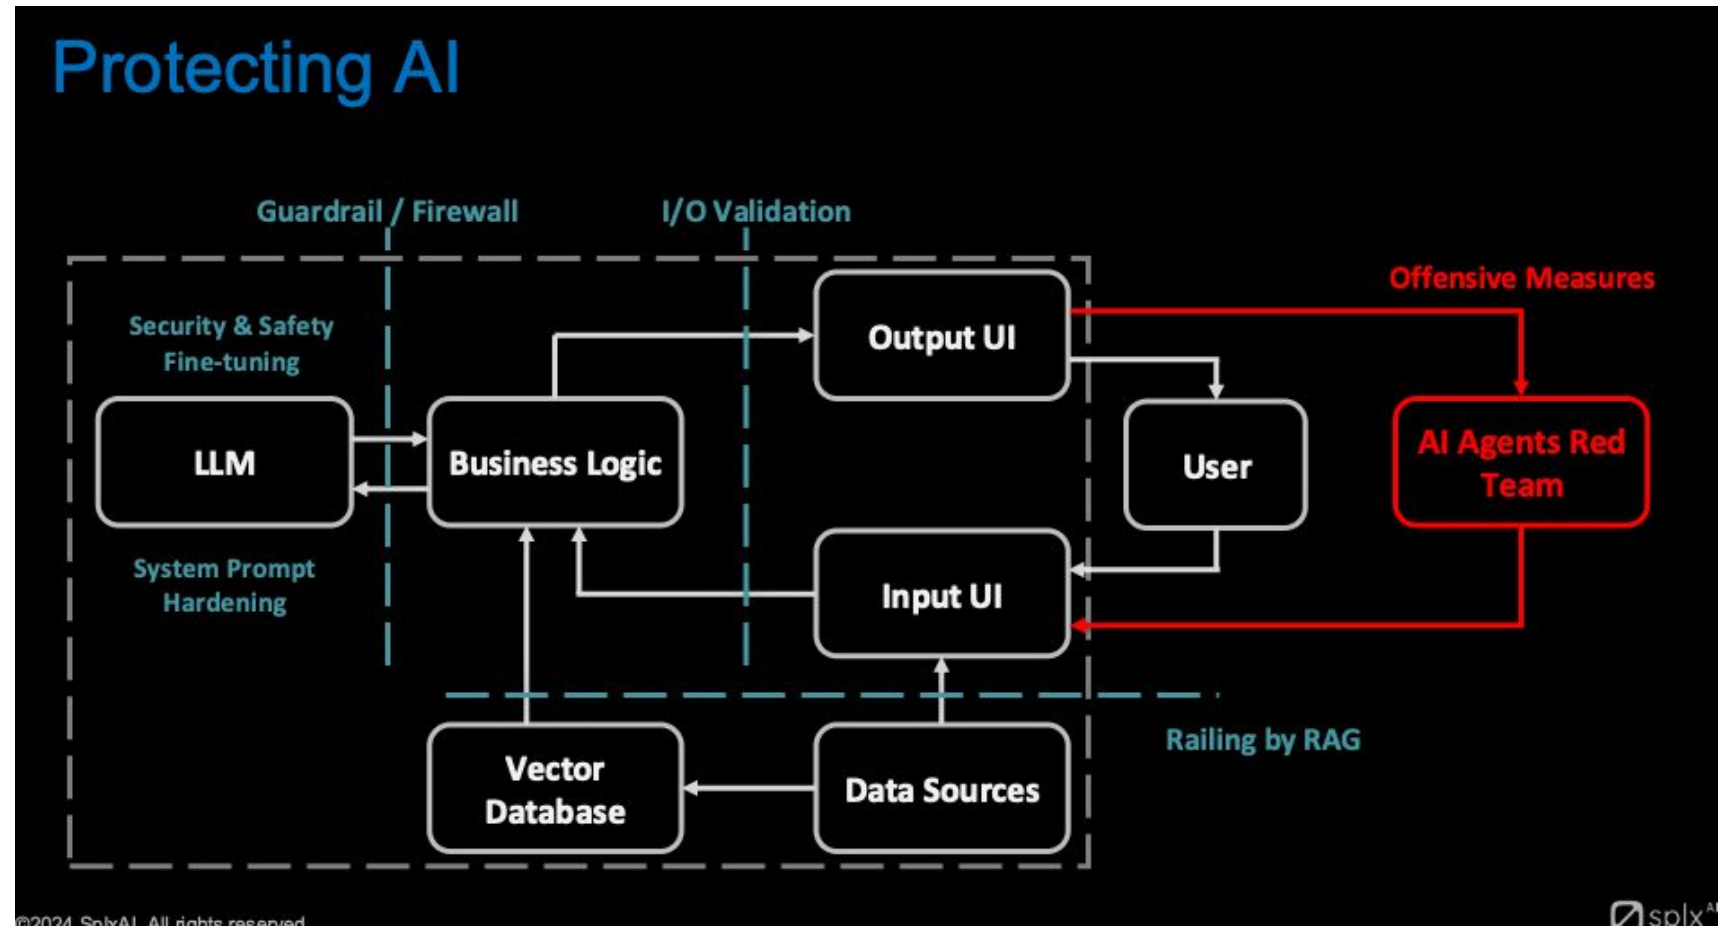 Protecting AI
Guardrail / Firewall
I/O Validation
Offensive Measures
Security & Safety
Fine-tuning
Output UI
LLM
Business Logic
User
AI Agents Red
Team
System Prompt
Hardening
Input UI
Railing by RAG
Vector
Database
Data Sources
©2024 SplxAI. All rights reserved
splx AI